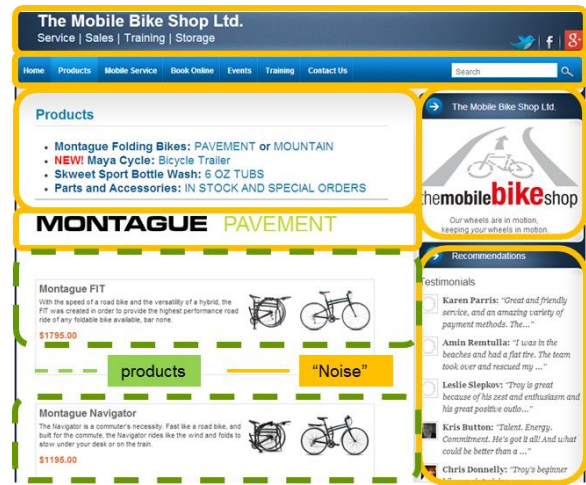 The Mobile Bike Shop Ltd.
Service | Sales | Training | Storage
f
8+
Home Products Mobile Service Book Online Events Training Contact Us
Search
Products
• Montague Folding Bikes: PAVEMENT or MOUNTAIN
• NEW! Maya Cycle: Bicycle Trailer
• Skweet Sport Bottle Wash: 6 OZ TUBS
• Parts and Accessories: IN STOCK AND SPECIAL ORDERS
MONTAGUE PAVEMENT
Montague FIT
With the speed of a road bike and the versatility of a hybrid, the
FIT was created in order to provide the highest performance road
ride of any foldable bike available, bar none.
$1795.00
products
"Noise"
Montague Navigator
The Navigator is a commuter's necessity. Fast like a road bike, and
built for the commute, the Navigator rides like the wind and folds to
stow under your desk or on the train.
$1195.00
The Mobile Bike Shop Ltd.
themobilebikeshop
Our wheels are in motion,
keeping your wheels in motion.
Recommendations
Testimonials
Karen Parris: "Great and friendly
service, and an amazing variety of
payment methods. The..."
Amin Remtulla: "I was in the
beaches and had a flat tire. The team
took over and rescued my ..."
Leslie Slepkov: "Troy is great
because of his zest and enthusiasm and
his great positive outlo..."
Kris Button: "Talent. Energy.
Commitment. He's got it all! And what
could be better than a ..."
Chris Donnelly: "Troy's beginner